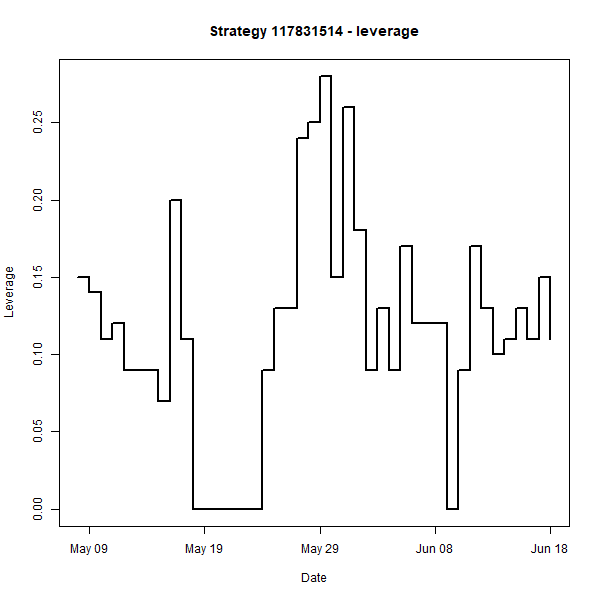 Strategy 117831514 - leverage
Leverage
0.25
0.20
0.15
0.10
0.05
0.00
May 09 May 19 May 29 Jun 08 Jun 18
Date